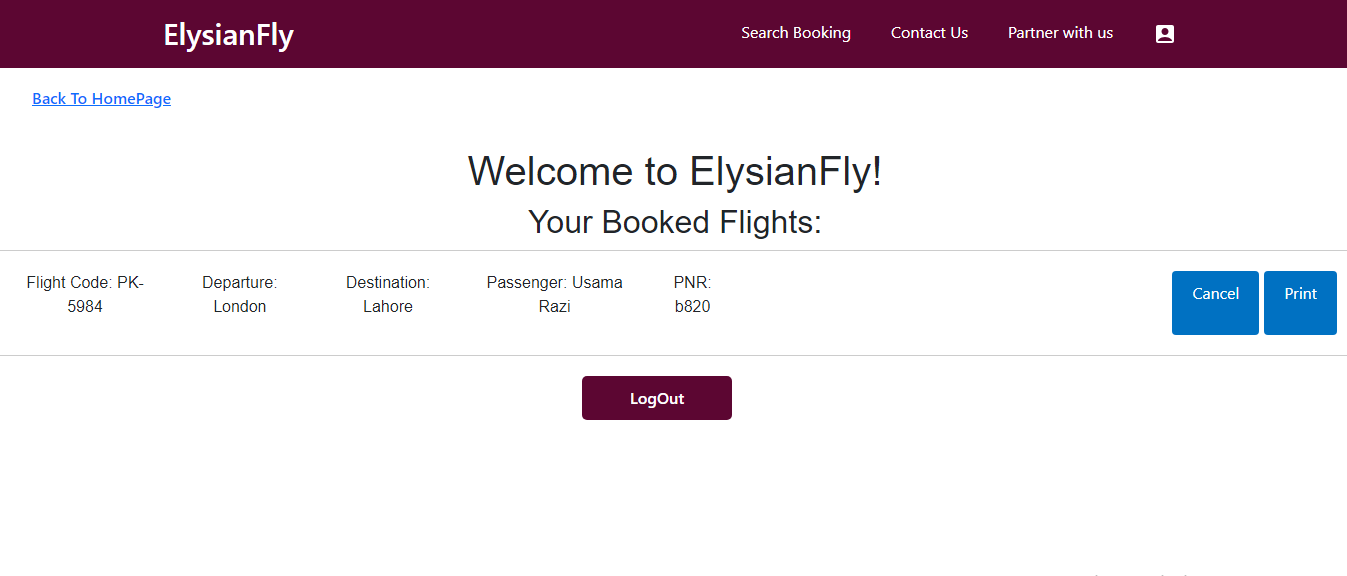 ElysianFly
Search Booking
Contact Us
Partner with us
Back To HomePage
Welcome to ElysianFly!
Your Booked Flights:
Flight Code: PK-
5984
Departure:
London
Destination:
Lahore
Passenger: Usama
Razi
PNR:
b820
Cancel
Print
LogOut